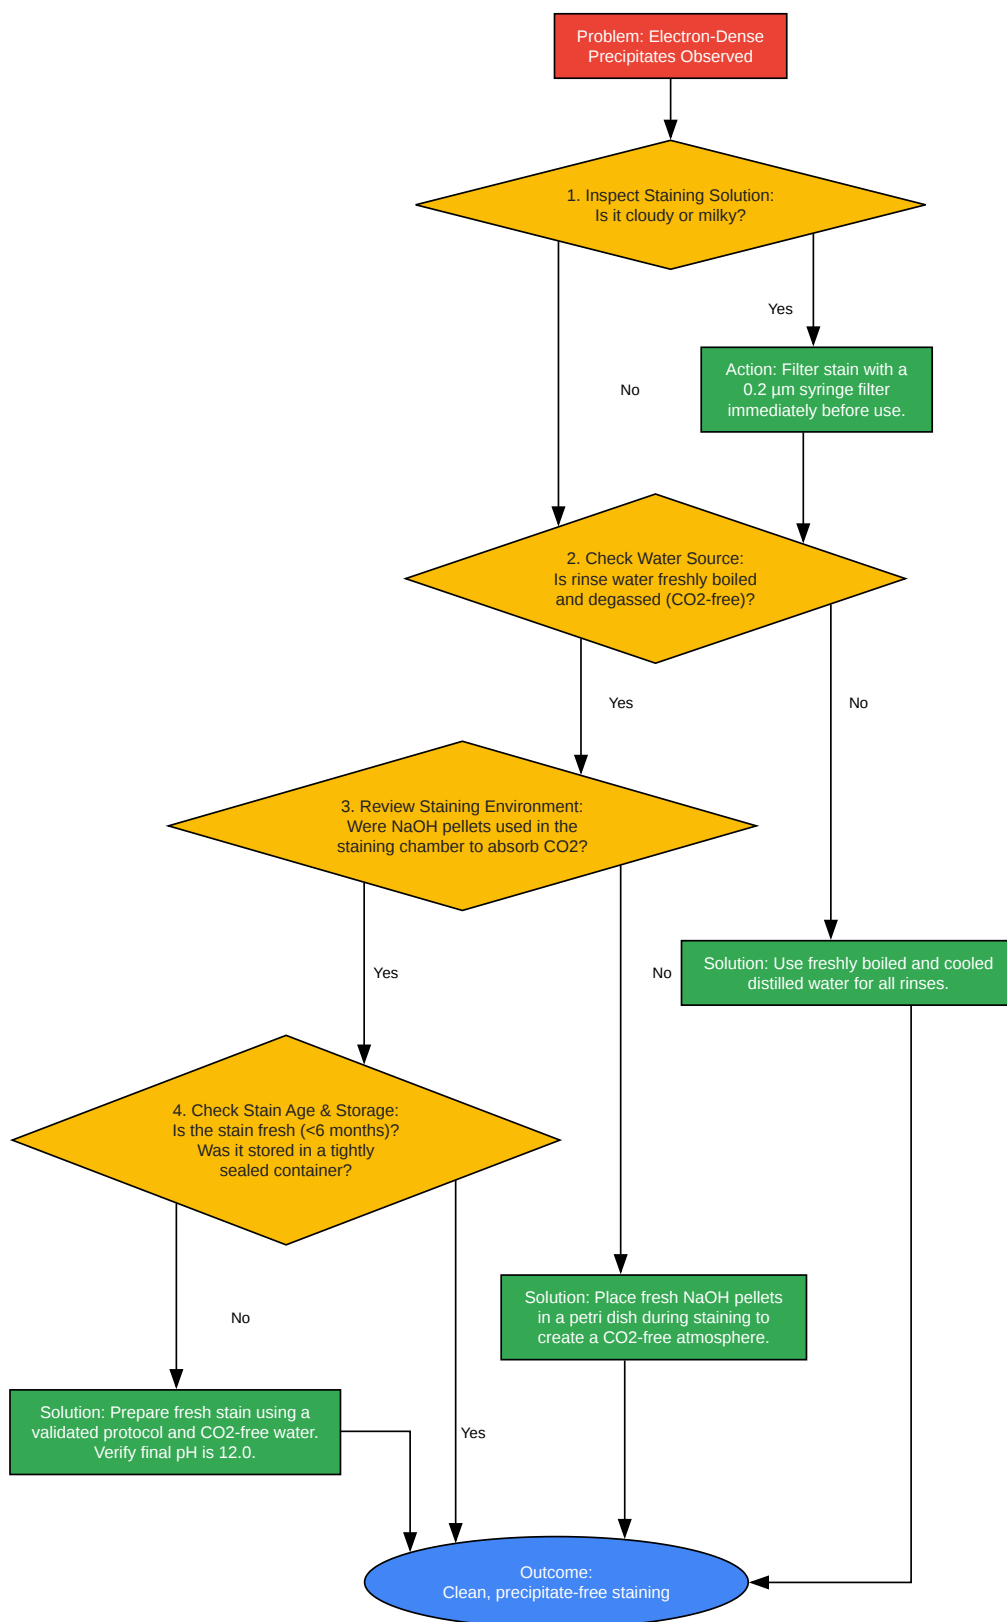 Problem: Electron-Dense
Precipitates Observed
1. Inspect Staining Solution:
Is it cloudy or milky?
Yes
No
Action: Filter stain with a
0.2 µm syringe filter
immediately before use.
2. Check Water Source:
Is rinse water freshly boiled
and degassed (CO2-free)?
Yes
No
3. Review Staining Environment:
Were NaOH pellets used in the
staining chamber to absorb CO2?
Yes
No
Solution: Use freshly boiled and cooled
distilled water for all rinses.
4. Check Stain Age & Storage:
Is the stain fresh (<6 months)?
Was it stored in a tightly
sealed container?
No
Yes
Solution: Place fresh NaOH pellets
in a petri dish during staining to
create a CO2-free atmosphere.
Solution: Prepare fresh stain using a
validated protocol and CO2-free water.
Verify final pH is 12.0.
Outcome:
Clean, precipitate-free staining